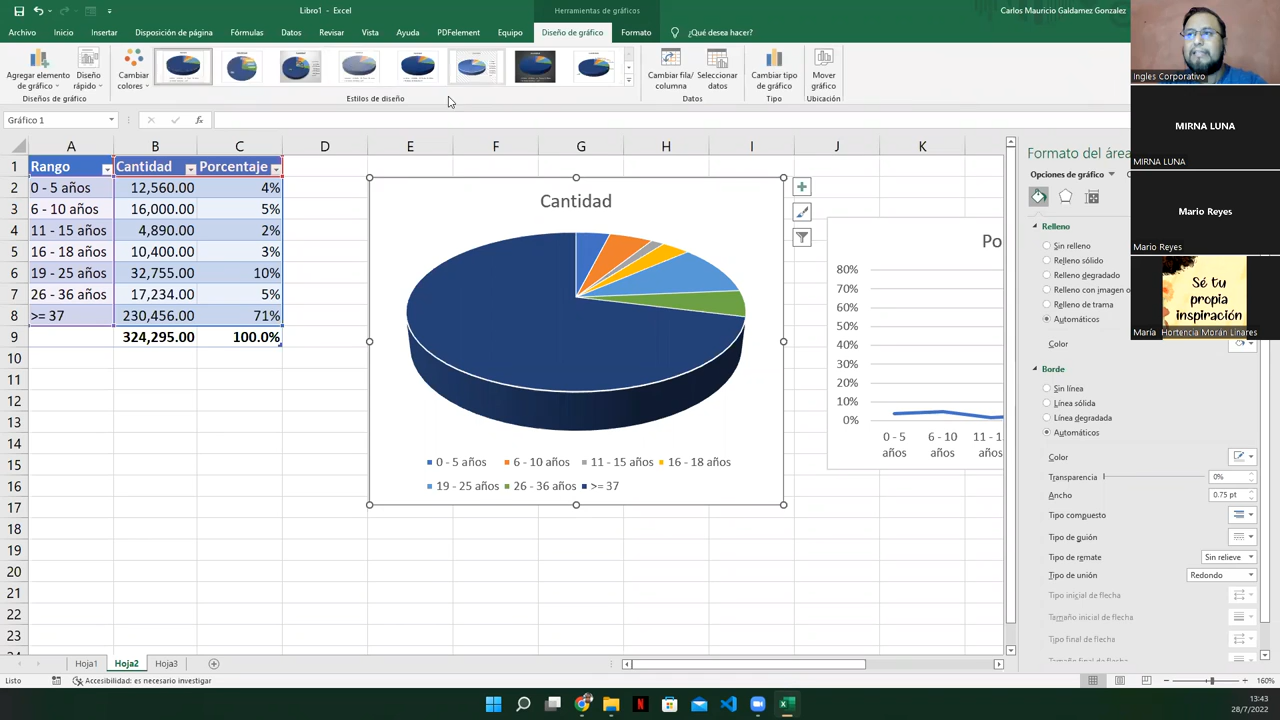 Libro1 - Excel
Herramientas de gráficos
Carlos Mauricio Galdamez Gonzalez
Archivo Inicio Insertar Disposición de página Fórmulas Datos Revisar Vista Ayuda PDFelement Equipo Diseño de gráfico Formato ¿Qué desea hacer?
Agregar elemento de gráfico
Diseño rápido
Cambiar colores
Cambiar fila/columna
Seleccionar datos
Cambiar tipo de gráfico
Mover gráfico
Diseños de gráfico
Estilos de diseño
Datos
Tipo
Ubicación
Gráfico 1
fx
A B C D E F G H I J K
1 Rango Cantidad Porcentaje
2 0 - 5 años 12,560.00 4%
3 6 - 10 años 16,000.00 5%
4 11 - 15 años 4,890.00 2%
5 16 - 18 años 10,400.00 3%
6 19 - 25 años 32,755.00 10%
7 26 - 36 años 17,234.00 5%
8 >= 37 230,456.00 71%
9 324,295.00 100.0%
10
11
12
13
14
15
16
17
18
19
20
21
22
23
Cantidad
0 - 5 años 6 - 10 años 11 - 15 años 16 - 18 años
19 - 25 años 26 - 36 años >= 37
Po
80%
70%
60%
50%
40%
30%
20%
10%
0%
0 - 5 años
6 - 10 años
11 - 1 años
Formato del áre
Opciones de gráfico
Relleno
Sin relleno
Relleno sólido
Relleno degradado
Relleno con imagen o
Relleno de trama
Automáticos
Color
Borde
Sin línea
Línea sólida
Línea degradada
Automáticos
Color
Transparencia 0%
Ancho 0.75 pt
Tipo compuesto
Tipo de guión
Tipo de remate Sin relieve
Tipo de unión Redondo
Tipo inicial de flecha
Tamaño inicial de flecha
Tipo final de flecha
Ingles Corporativo
MIRNA LUNA
MIRNA LUNA
Mario Reyes
Mario Reyes
Sé tu
propia
inspiración
María Hortencia Morán Linares
Hoja1 Hoja2 Hoja3
Listo
Accesibilidad: es necesario investigar
160%
13:43
28/7/2022